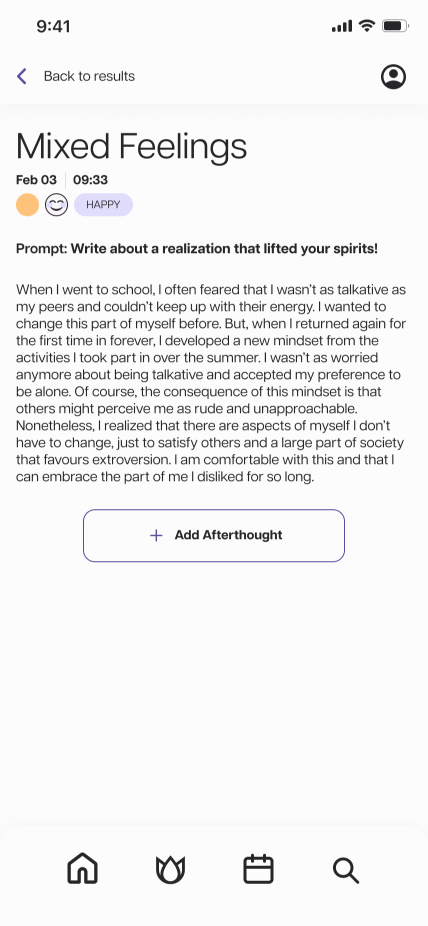 9:41
Back to results
Mixed Feelings
Feb 03 09:33
HAPPY
Prompt: Write about a realization that lifted your spirits!
When I went to school, I often feared that I wasn't as talkative as
my peers and couldn't keep up with their energy. I wanted to
change this part of myself before. But, when I returned again for
the first time in forever, I developed a new mindset from the
activities I took part in over the summer. I wasn't as worried
anymore about being talkative and accepted my preference to
be alone. Of course, the consequence of this mindset is that
others might perceive me as rude and unapproachable.
Nonetheless, I realized that there are aspects of myself I don't
have to change, just to satisfy others and a large part of society
that favours extroversion. I am comfortable with this and that I
can embrace the part of me I disliked for so long.
Add Afterthought